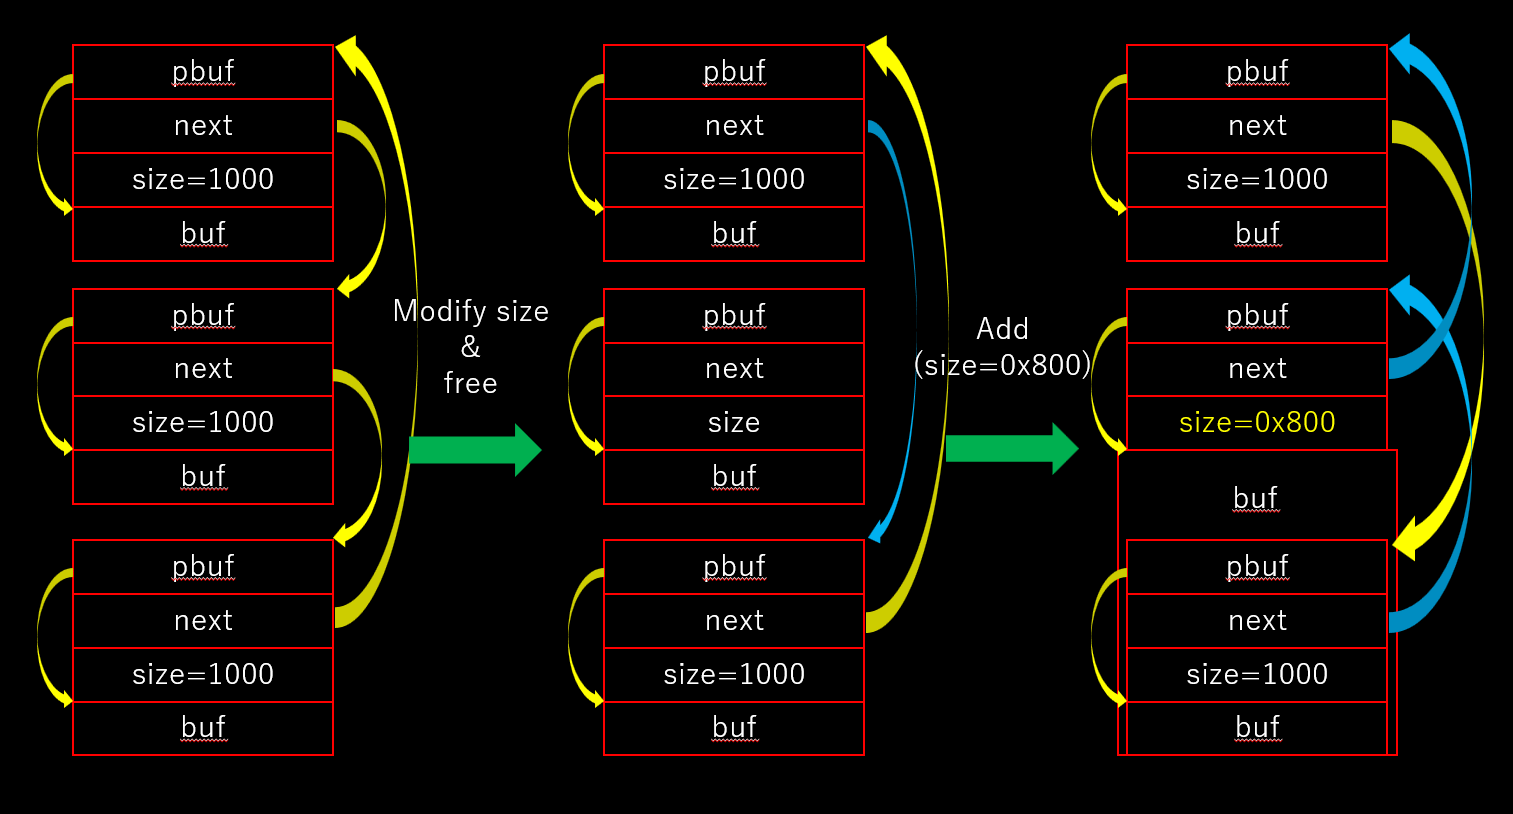 pbuf
next
size=1000
buf
pbuf
next
size=1000
buf
pbuf
next
size=1000
buf
Modify size
&
free
pbuf
next
size=1000
buf
pbuf
next
size
buf
pbuf
next
size=1000
buf
Add
(size=0x800)
pbuf
next
size=1000
buf
pbuf
next
size=0x800
buf
pbuf
next
size=1000
buf